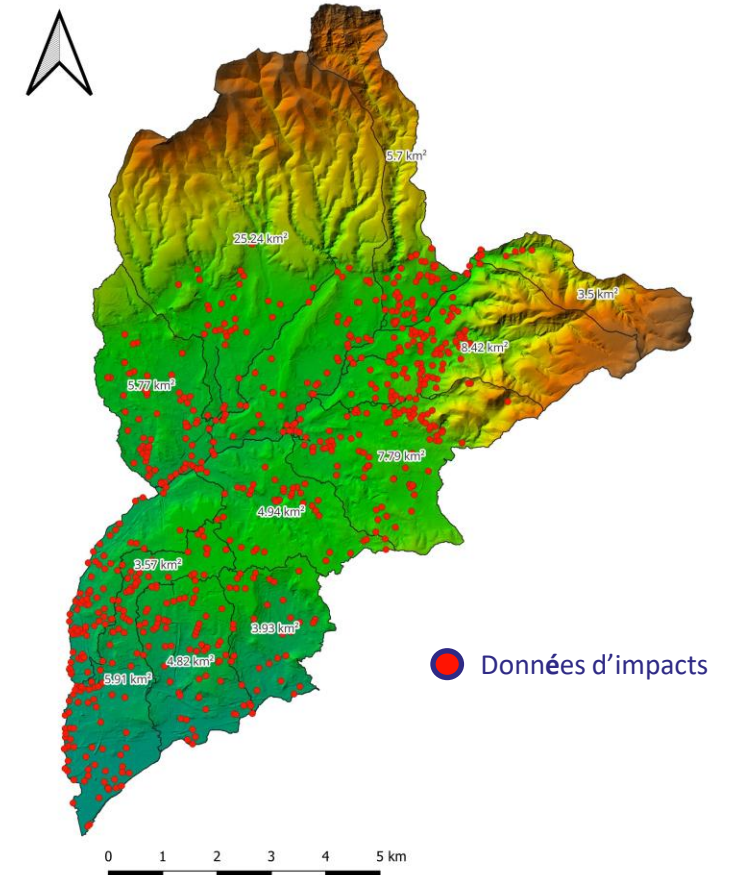 5.7 km²
25.24 km²
3.5 km²
8.42 km²
5.77 km²
7.79 km²
4.94 km²
3.57 km²
3.93 km²
4.82 km²
5.91 km²
Données d’impacts
0 1 2 3 4 5 km